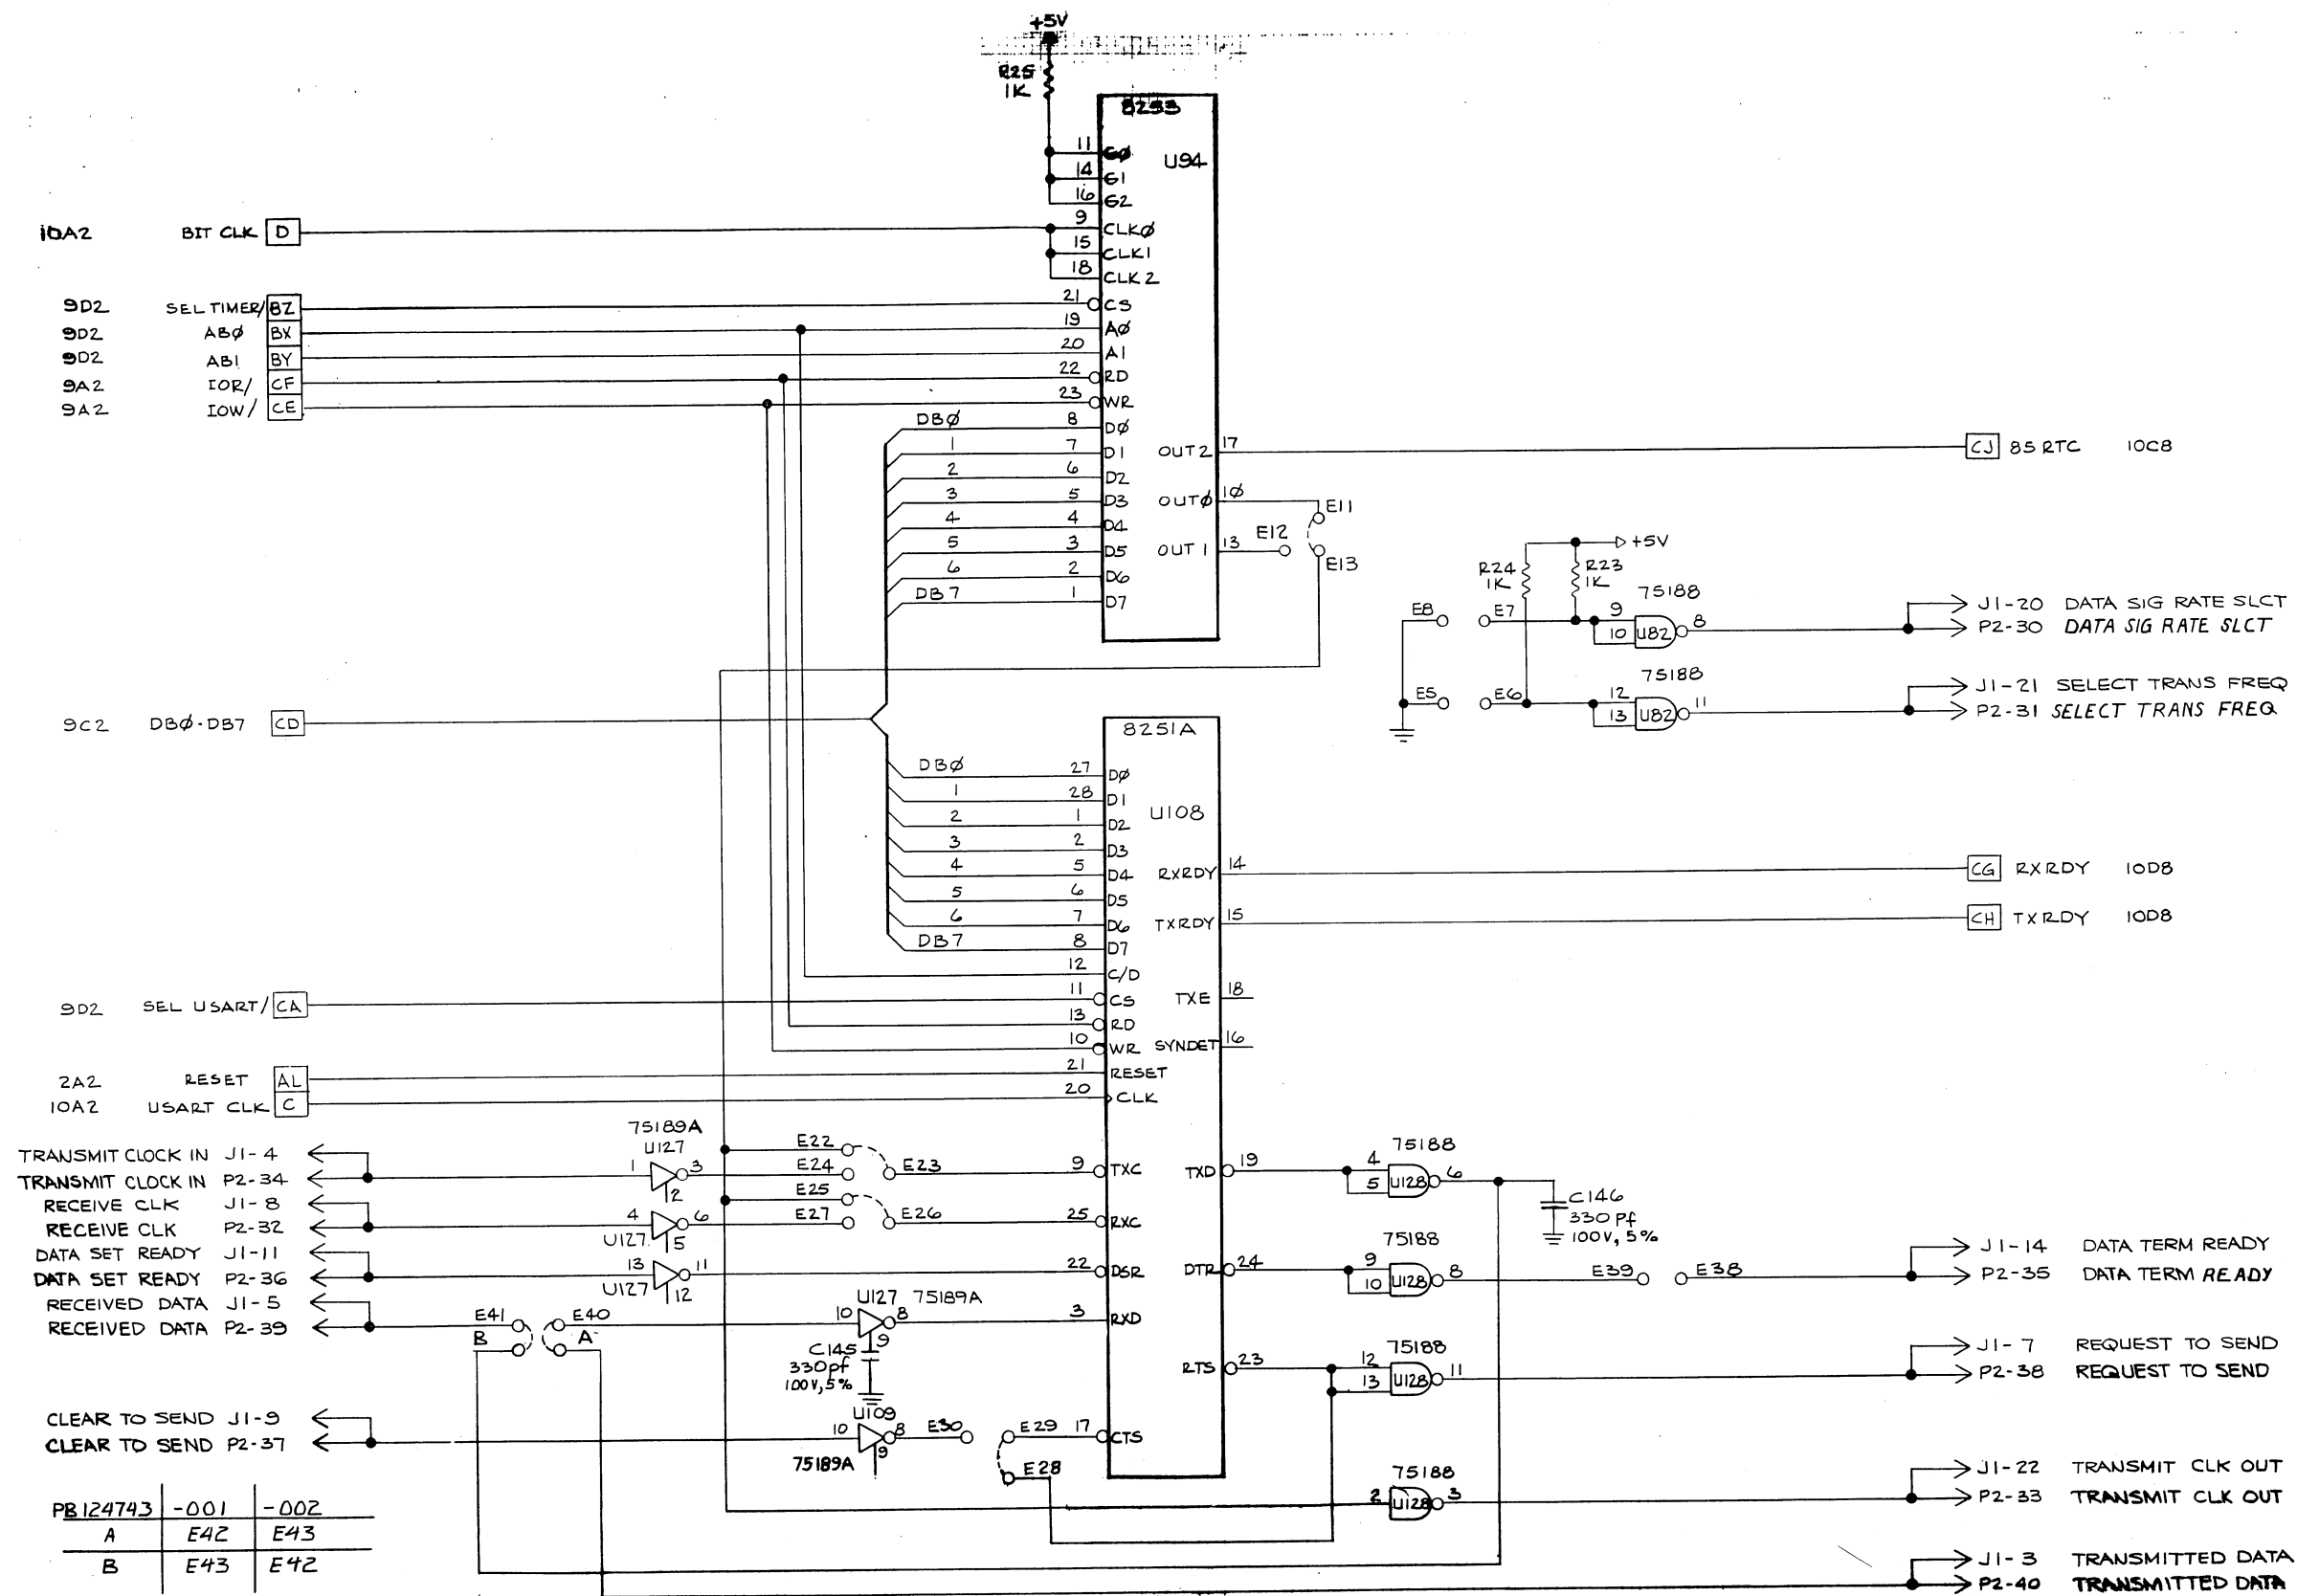 +5V
R25
1K
8253
U94
11 GØ
14 G1
16 G2
10A2 BIT CLK D 9 CLKØ
15 CLK1
18 CLK2
9D2 SEL TIMER/ BZ 21 CS
9D2 ABØ BX 19 AØ
9D2 AB1 BY 20 A1
9A2 IOR/ CF 22 RD
9A2 IOW/ CE 23 WR
DBØ 8 DØ
1 7 D1 OUT2 17 CJ 85 RTC 10C8
2 6 D2
3 5 D3 OUTØ 1Ø E11
4 4 D4
5 3 D5 OUT 1 13 E12 E13
6 2 D6
DB7 1 D7
+5V
R24 1K R23 1K
75188
E8 E7 9 10 U82 8
J1-20 DATA SIG RATE SLCT
P2-30 DATA SIG RATE SLCT
75188
E5 E6 12 13 U82 11
J1-21 SELECT TRANS FREQ
P2-31 SELECT TRANS FREQ
9C2 DBØ-DB7 CD
8251A
U108
DBØ 27 DØ
1 28 D1
2 1 D2
3 2 D3
4 5 D4 RXRDY 14 CG RXRDY 10D8
5 6 D5
6 7 D6 TXRDY 15 CH TXRDY 10D8
DB7 8 D7
12 C/D
9D2 SEL USART/ CA 11 CS TXE 18
13 RD
10 WR SYNDET 16
2A2 RESET AL 21 RESET
10A2 USART CLK C 20 CLK
75189A
U127
TRANSMIT CLOCK IN J1-4
TRANSMIT CLOCK IN P2-34 1 3 2
E22
E24 E23 9 TXC
RECEIVE CLK J1-8
RECEIVE CLK P2-32 4 6 U127 5
E25
E27 E26 25 RXC
DATA SET READY J1-11
DATA SET READY P2-36 13 11 U127 12 22 DSR
RECEIVED DATA J1-5
RECEIVED DATA P2-39 E41 E40 B A
U127 75189A
10 8 9 3 RXD
C145
330pf
100V,5%
CLEAR TO SEND J1-9
CLEAR TO SEND P2-37
U109
10 8 9 E30 E29 17 CTS
75189A
E28
75188
TXD 19 4 5 U128 6
C146
330 Pf
100V,5%
75188
DTR 24 9 10 U128 8 E39 E38
J1-14 DATA TERM READY
P2-35 DATA TERM READY
75188
RTS 23 12 13 U128 11
J1-7 REQUEST TO SEND
P2-38 REQUEST TO SEND
75188
2 U128 3
J1-22 TRANSMIT CLK OUT
P2-33 TRANSMIT CLK OUT
J1-3 TRANSMITTED DATA
P2-40 TRANSMITTED DATA
PB124743 -001 -002
A E42 E43
B E43 E42